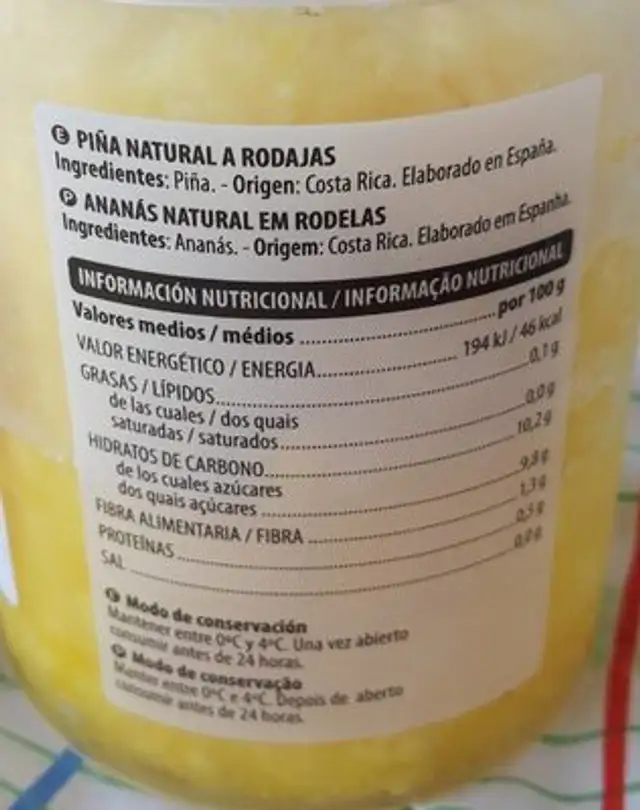 E PIÑA NATURAL A RODAJAS
Ingredientes: Piña. - Origen: Costa Rica. Elaborado en España.
P ANANÁS NATURAL EM RODELAS
Ingredientes: Ananás. - Origem: Costa Rica. Elaborado em Espanha.
INFORMACIÓN NUTRICIONAL / INFORMAÇÃO NUTRICIONAL
Valores medios / médios ........ por 100 g
VALOR ENERGÉTICO / ENERGIA........ 194 kJ / 46 kcal
GRASAS / LÍPIDOS........ 0,1 g
de las cuales / dos quais
saturadas / saturados........ 0,0 g
HIDRATOS DE CARBONO........ 10,2 g
de los cuales azúcares
dos quais açúcares ........ 9,8 g
FIBRA ALIMENTARIA / FIBRA ........ 1,3 g
PROTEÍNAS ........ 0,5 g
SAL ........ 0,0 g
E Modo de conservación
Mantener entre 0ºC y 4ºC. Una vez abierto
consumir antes de 24 horas.
P Modo de conservação
Manter entre 0ºC e 4ºC. Depois de aberto
consumir antes de 24 horas.